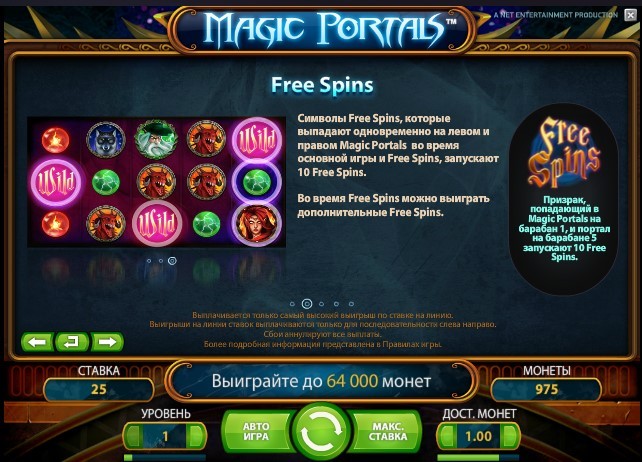 MAGIC PORTALS™
A NET ENTERTAINMENT PRODUCTION
Free Spins
Символы Free Spins, которые
выпадают одновременно на левом и
правом Magic Portals во время
основной игры и Free Spins, запускают
10 Free Spins.
Во время Free Spins можно выиграть
дополнительные Free Spins.
Wild
Wild
Wild
Free
Spins
Призрак,
попадающий в
Magic Portals на
барабан 1, и портал
на барабане 5
запускают 10 Free
Spins.
Выплачивается только самый высокий выигрыш по ставке на линию.
Выигрыши на линии ставок выплачиваются только для последовательности слева направо.
Сбои аннулируют все выплаты.
Более подробная информация представлена в Правилах игры.
СТАВКА
25
Выиграйте до 64 000 монет
МОНЕТЫ
975
УРОВЕНЬ
1
АВТО
ИГРА
МАКС.
СТАВКА
ДОСТ. МОНЕТ
1.00